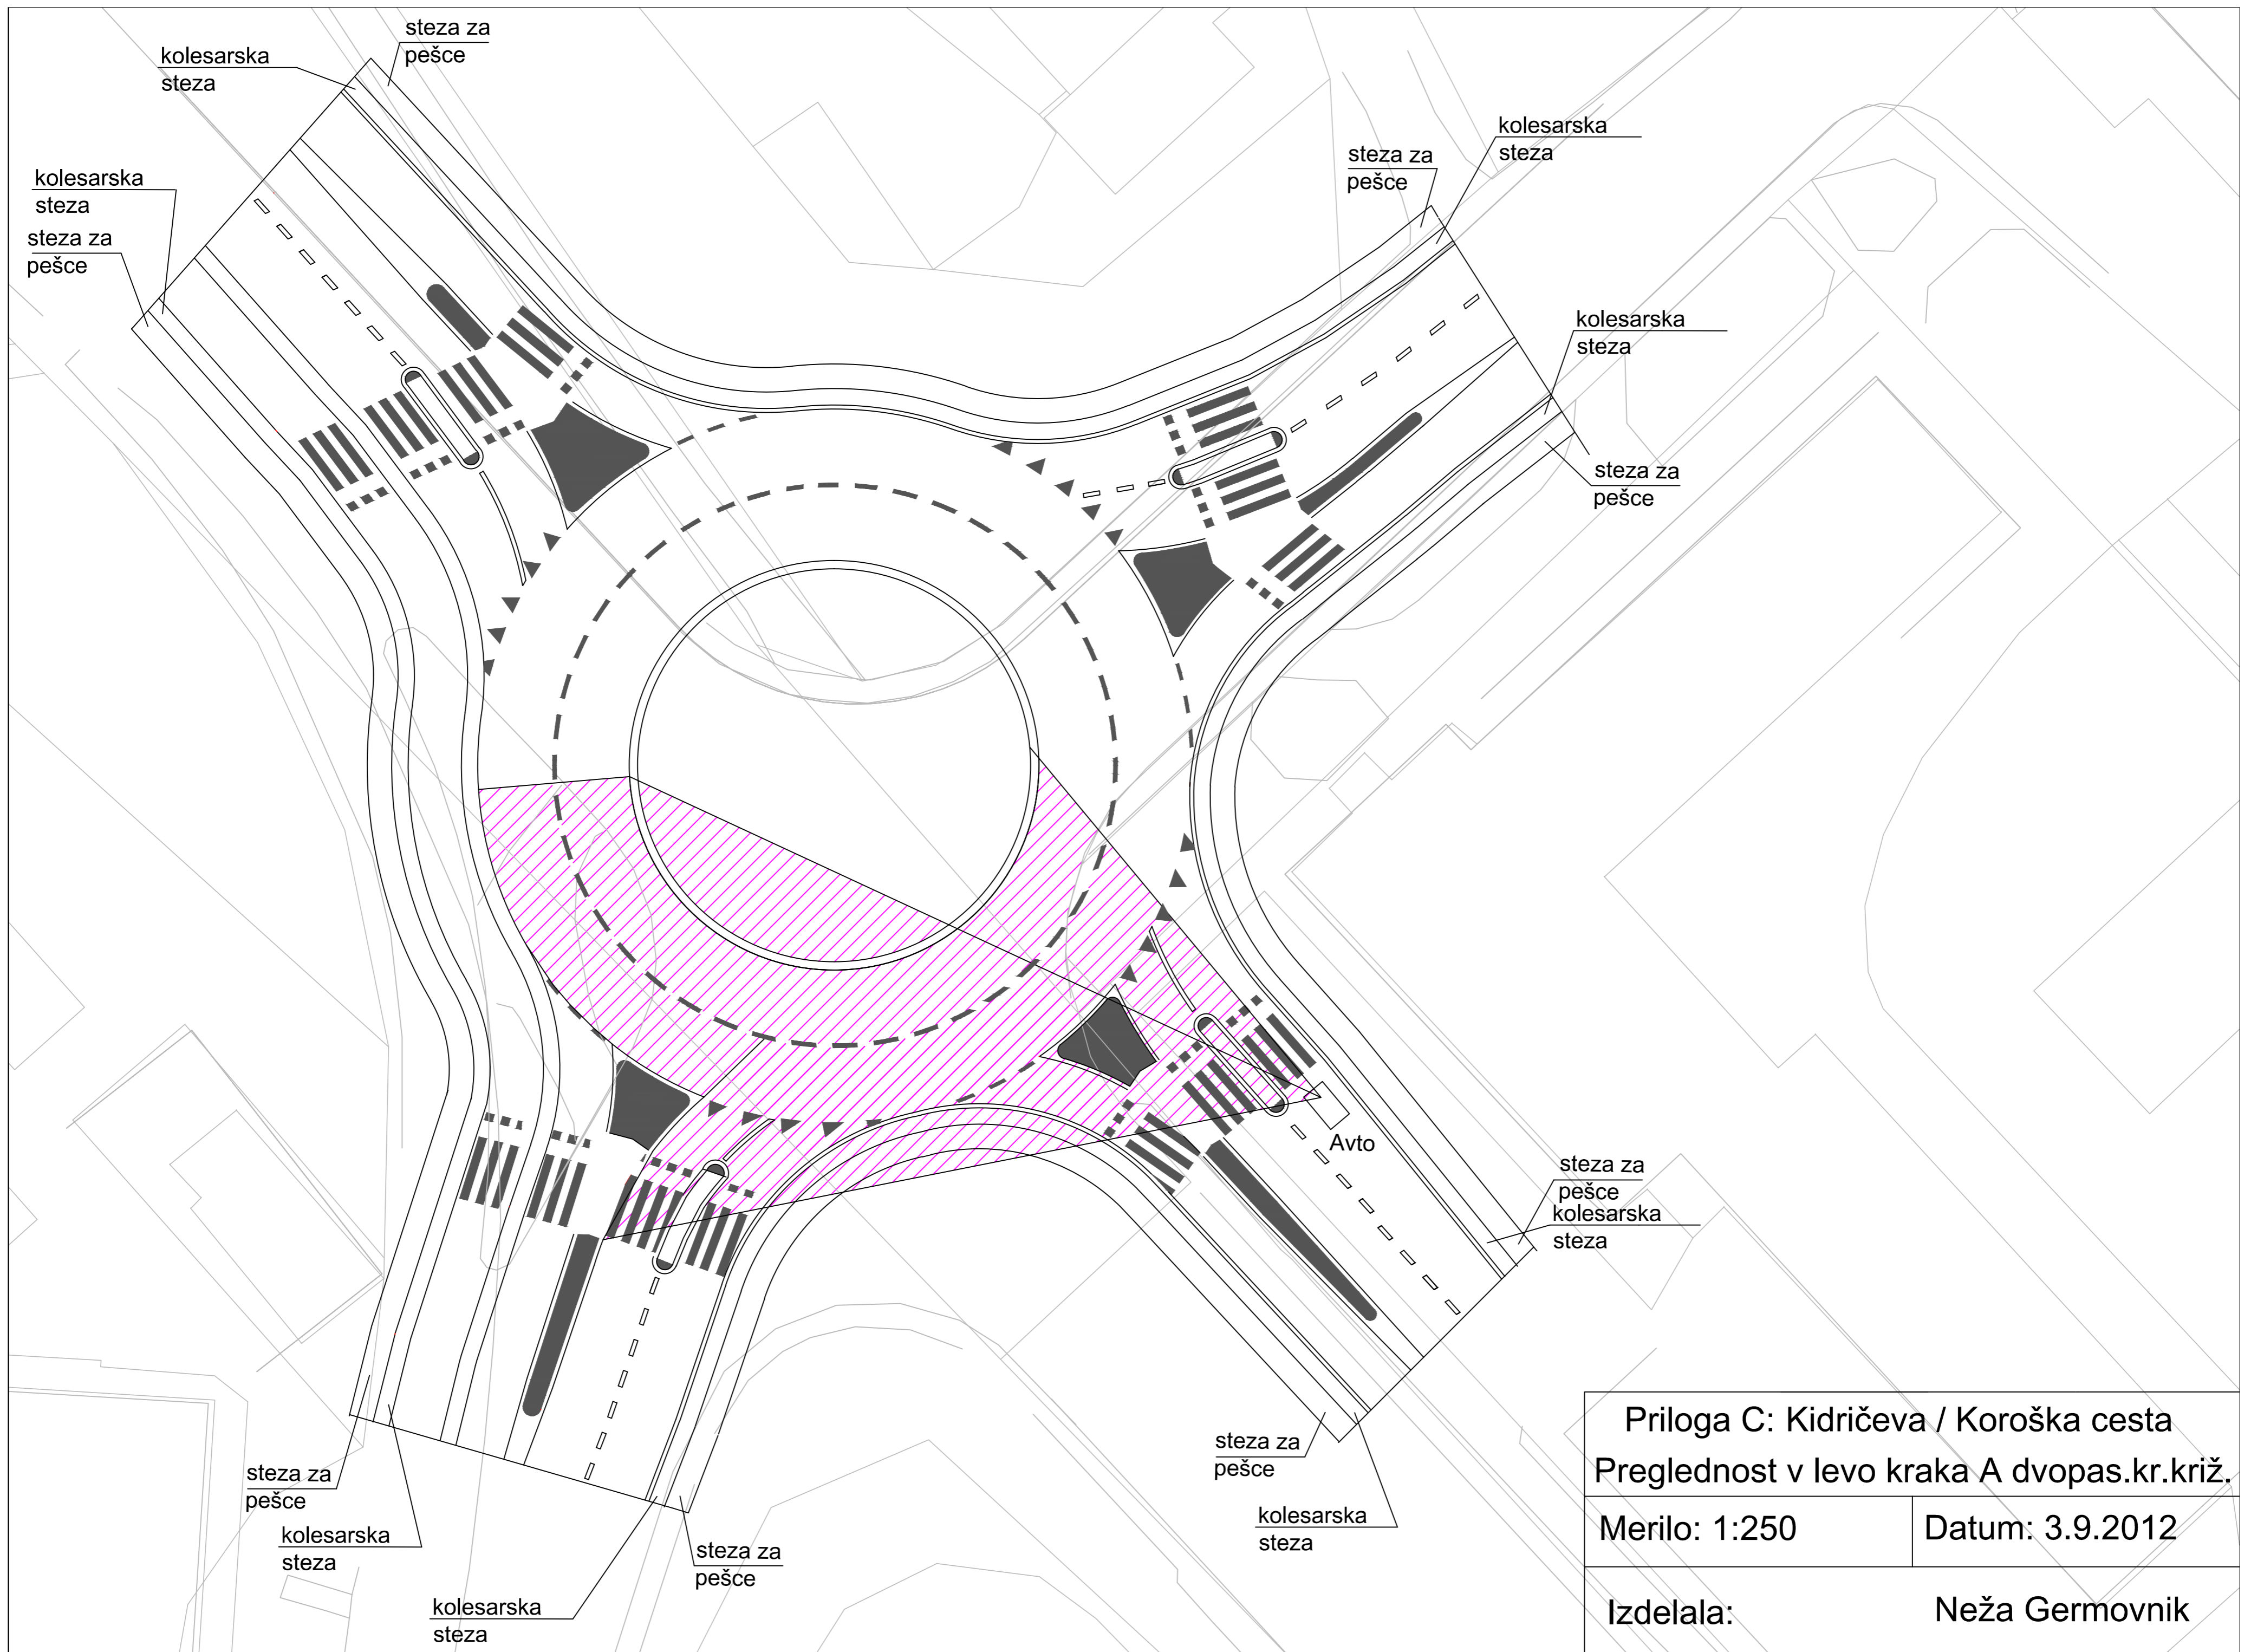 steza za
pešce
kolesarska
steza
kolesarska
steza
steza za
pešce
kolesarska
steza
steza za
pešce
kolesarska
steza
steza za
pešce
Avto
steza za
pešce
kolesarska
steza
steza za
pešce
kolesarska
steza
steza za
pešce
kolesarska
steza
steza za
pešce
kolesarska
steza
Priloga C: Kidričeva / Koroška cesta
Preglednost v levo kraka A dvopas.kr.križ.
Merilo: 1:250
Datum: 3.9.2012
Izdelala:
Neža Germovnik